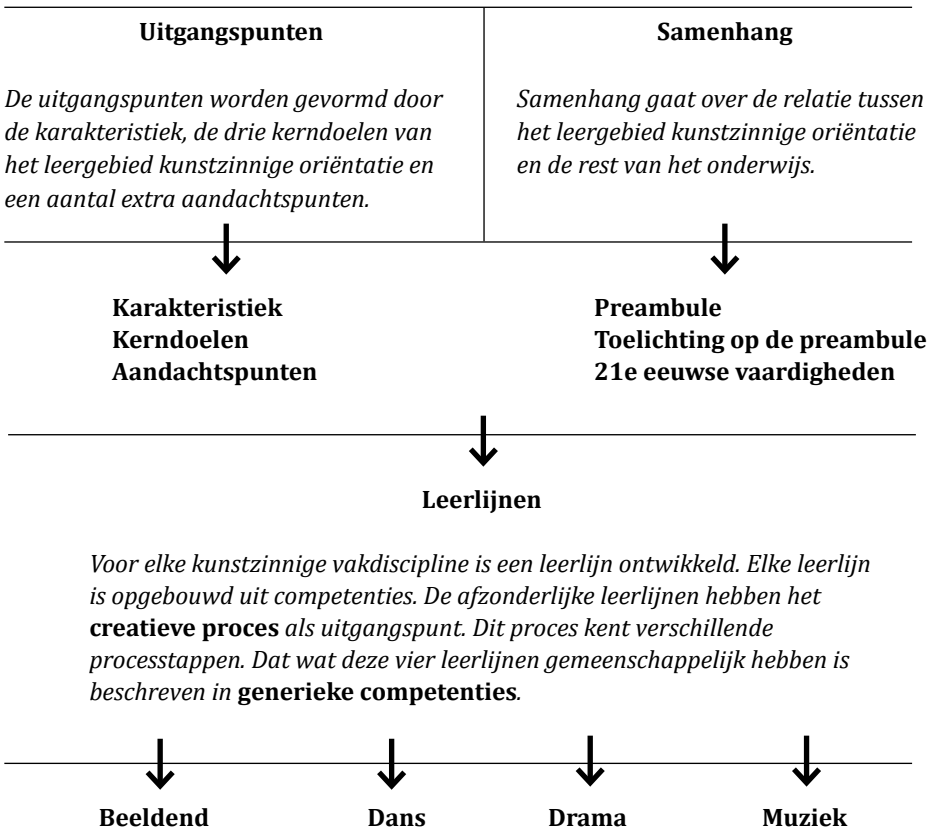 Uitgangspunten
De uitgangspunten worden gevormd door
de karakteristiek, de drie kerndoelen van
het leergebied kunstzinnige oriëntatie en
een aantal extra aandachtspunten.
Samenhang
Samenhang gaat over de relatie tussen
het leergebied kunstzinnige oriëntatie
en de rest van het onderwijs.
Karakteristiek
Kerndoelen
Aandachtspunten
Preambule
Toelichting op de preambule
21e eeuwse vaardigheden
Leerlijnen
Voor elke kunstzinnige vakdiscipline is een leerlijn ontwikkeld. Elke leerlijn
is opgebouwd uit competenties. De afzonderlijke leerlijnen hebben het
creatieve proces als uitgangspunt. Dit proces kent verschillende
processtappen. Dat wat deze vier leerlijnen gemeenschappelijk hebben is
beschreven in generieke competenties.
Beeldend
Dans
Drama
Muziek